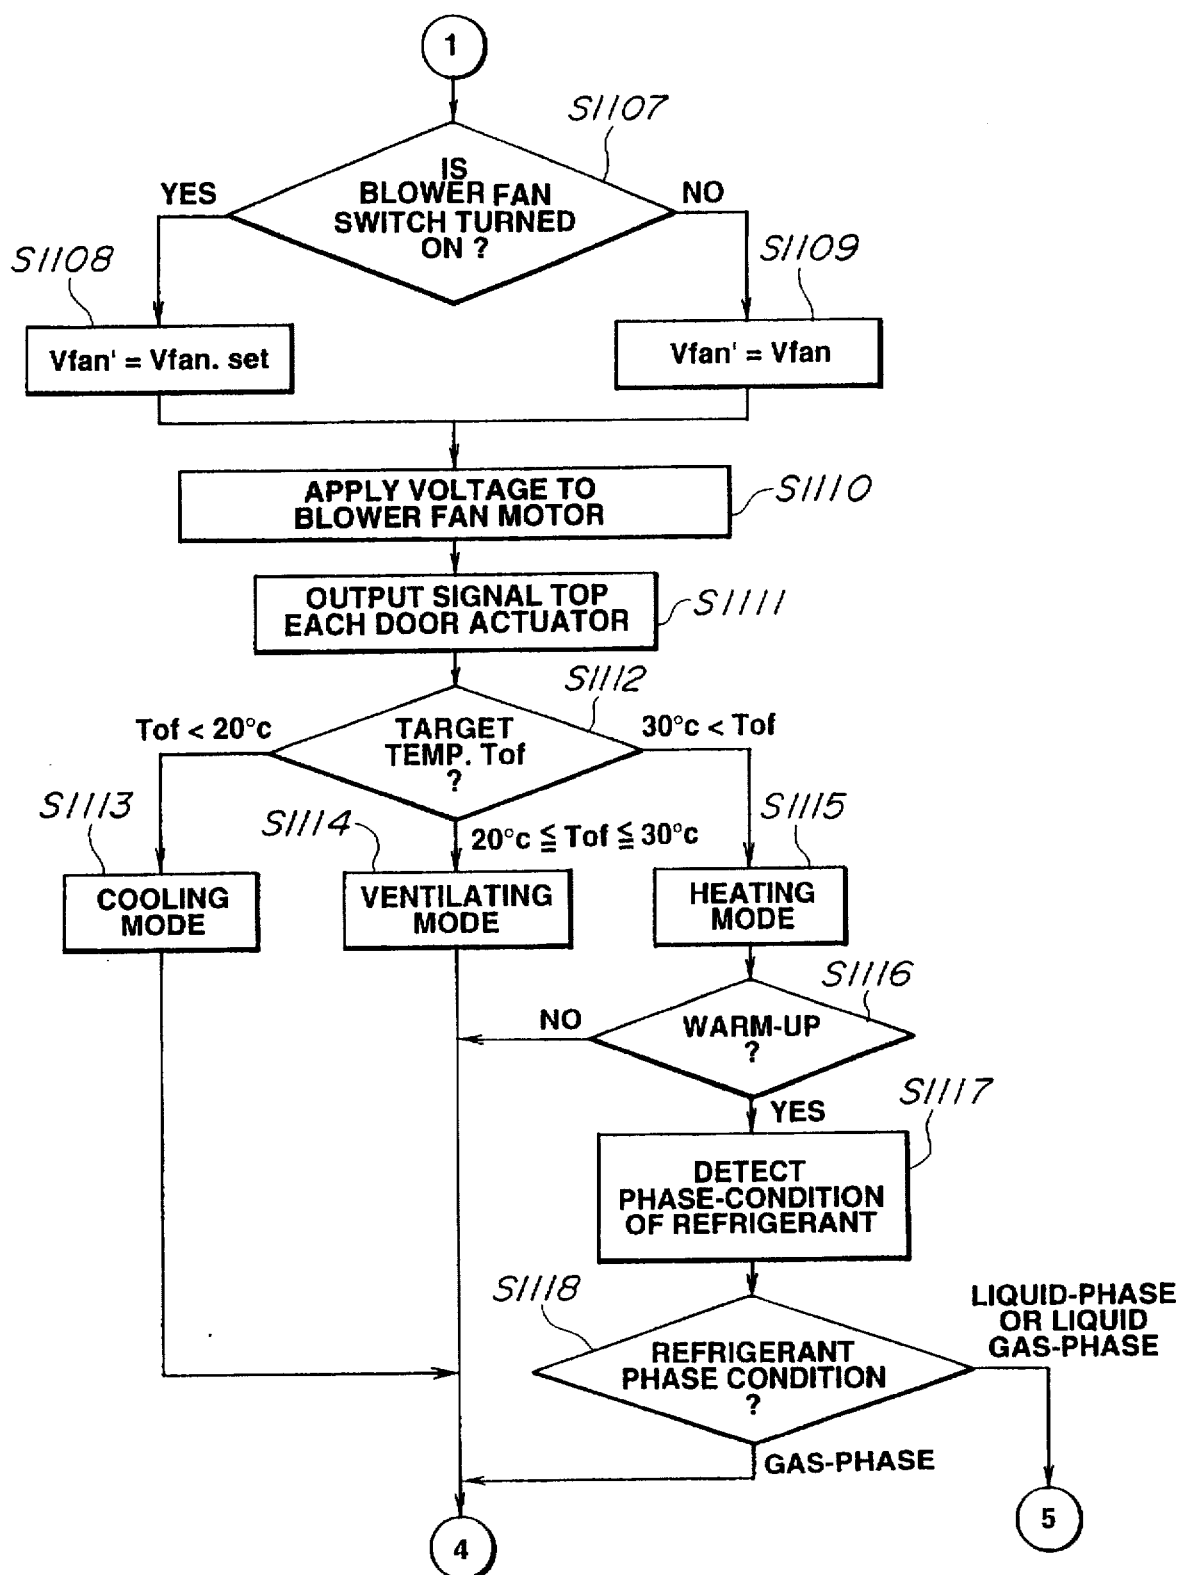 1
S1107
IS
BLOWER FAN
SWITCH TURNED
ON ?
YES
NO
S1108
S1109
Vfan' = Vfan. set
Vfan' = Vfan
APPLY VOLTAGE TO
BLOWER FAN MOTOR
S1110
OUTPUT SIGNAL TOP
EACH DOOR ACTUATOR
S1111
S1112
Tof < 20°c
TARGET
TEMP. Tof
?
30°c < Tof
S1113
S1114
20°c ≦ Tof ≦ 30°c
S1115
COOLING
MODE
VENTILATING
MODE
HEATING
MODE
S1116
NO
WARM-UP
?
YES
S1117
DETECT
PHASE-CONDITION
OF REFRIGERANT
S1118
REFRIGERANT
PHASE CONDITION
?
LIQUID-PHASE
OR LIQUID
GAS-PHASE
GAS-PHASE
4
5